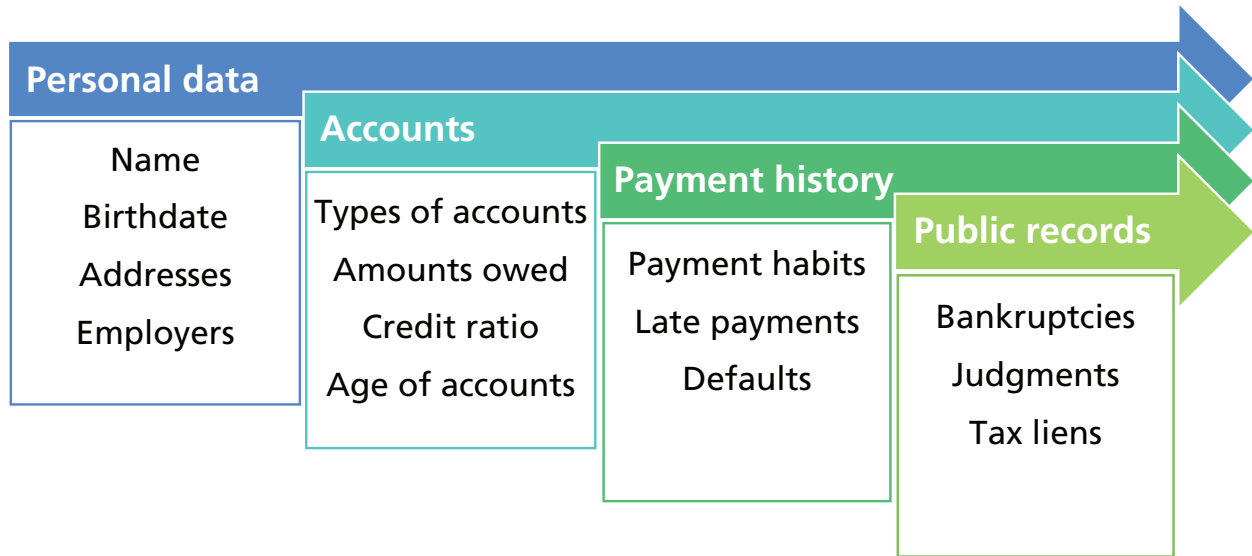 Personal data
Name
Birthdate
Addresses
Employers
Accounts
Types of accounts
Amounts owed
Credit ratio
Age of accounts
Payment history
Payment habits
Late payments
Defaults
Public records
Bankruptcies
Judgments
Tax liens